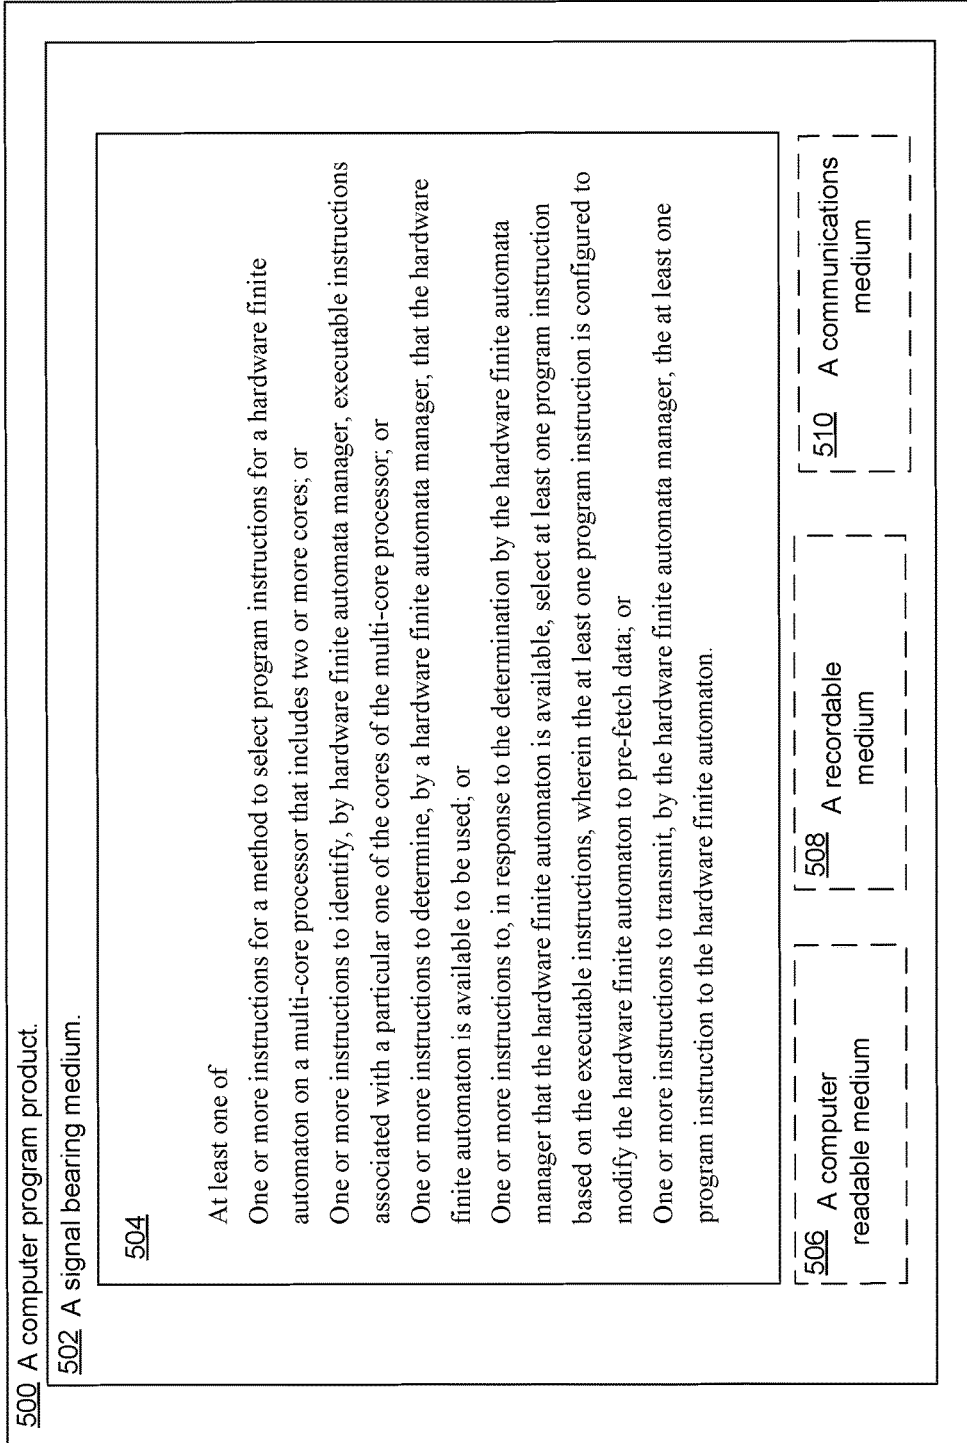 500 A computer program product.
502 A signal bearing medium.
504
At least one of
One or more instructions for a method to select program instructions for a hardware finite
automaton on a multi-core processor that includes two or more cores; or
One or more instructions to identify, by hardware finite automata manager, executable instructions
associated with a particular one of the cores of the multi-core processor; or
One or more instructions to determine, by a hardware finite automata manager, that the hardware
finite automaton is available to be used; or
One or more instructions to, in response to the determination by the hardware finite automata
manager that the hardware finite automaton is available, select at least one program instruction
based on the executable instructions, wherein the at least one program instruction is configured to
modify the hardware finite automaton to pre-fetch data; or
One or more instructions to transmit, by the hardware finite automata manager, the at least one
program instruction to the hardware finite automaton.
506 A computer
readable medium
508 A recordable
medium
510 A communications
medium